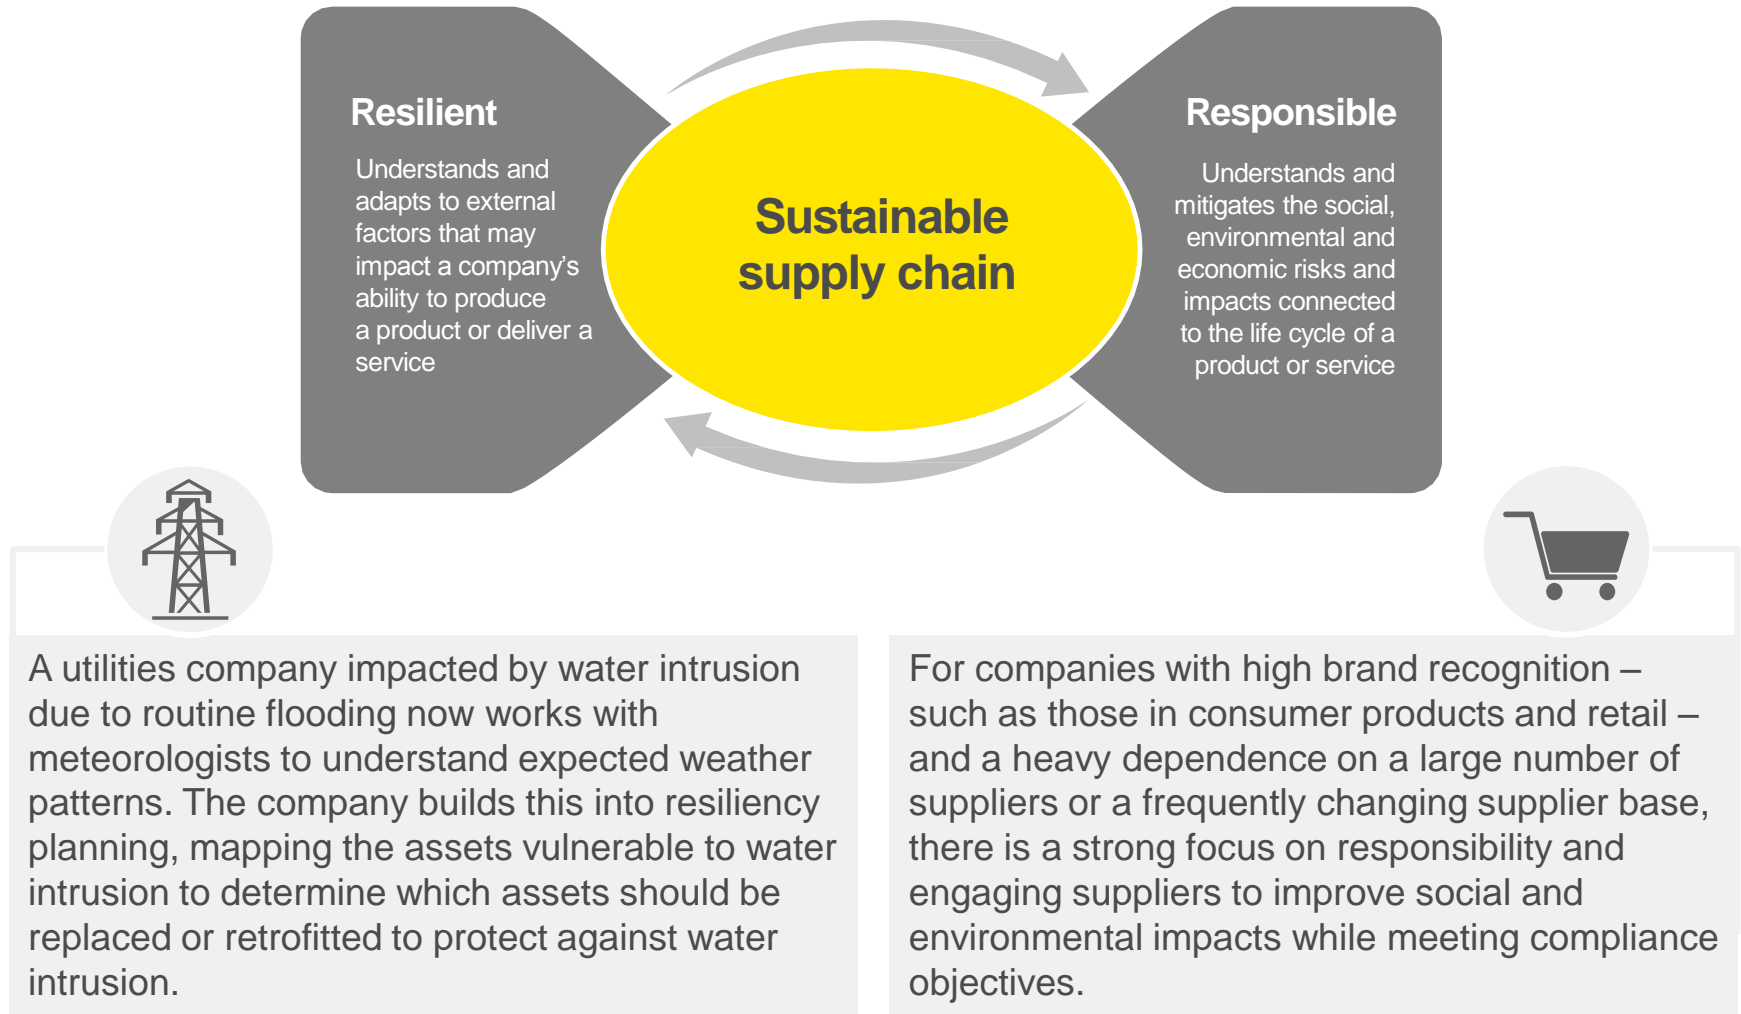 Resilient
Understands and
adapts to external
factors that may
impact a company’s
ability to produce
a product or deliver a
service
Sustainable
supply chain
Responsible
Understands and
mitigates the social,
environmental and
economic risks and
impacts connected
to the life cycle of a
product or service
A utilities company impacted by water intrusion
due to routine flooding now works with
meteorologists to understand expected weather
patterns. The company builds this into resiliency
planning, mapping the assets vulnerable to water
intrusion to determine which assets should be
replaced or retrofitted to protect against water
intrusion.
For companies with high brand recognition –
such as those in consumer products and retail –
and a heavy dependence on a large number of
suppliers or a frequently changing supplier base,
there is a strong focus on responsibility and
engaging suppliers to improve social and
environmental impacts while meeting compliance
objectives.